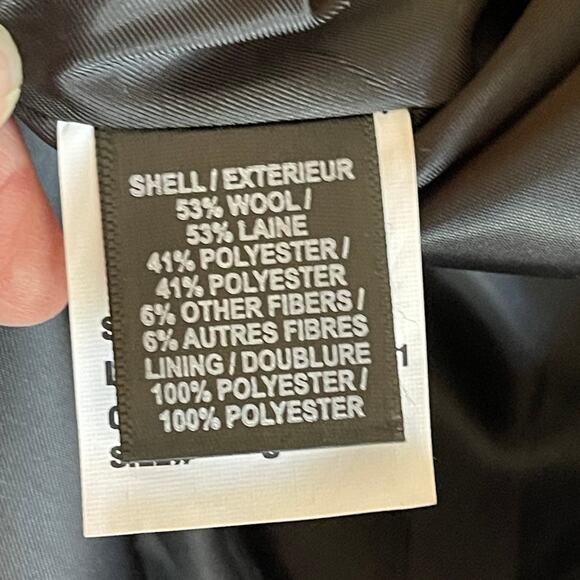 SHELL / EXTERIEUR
53% WOOL /
53% LAINE
41% POLYESTER /
41% POLYESTER
6% OTHER FIBERS /
6% AUTRES FIBRES
LINING / DOUBLURE
100% POLYESTER /
100% POLYESTER